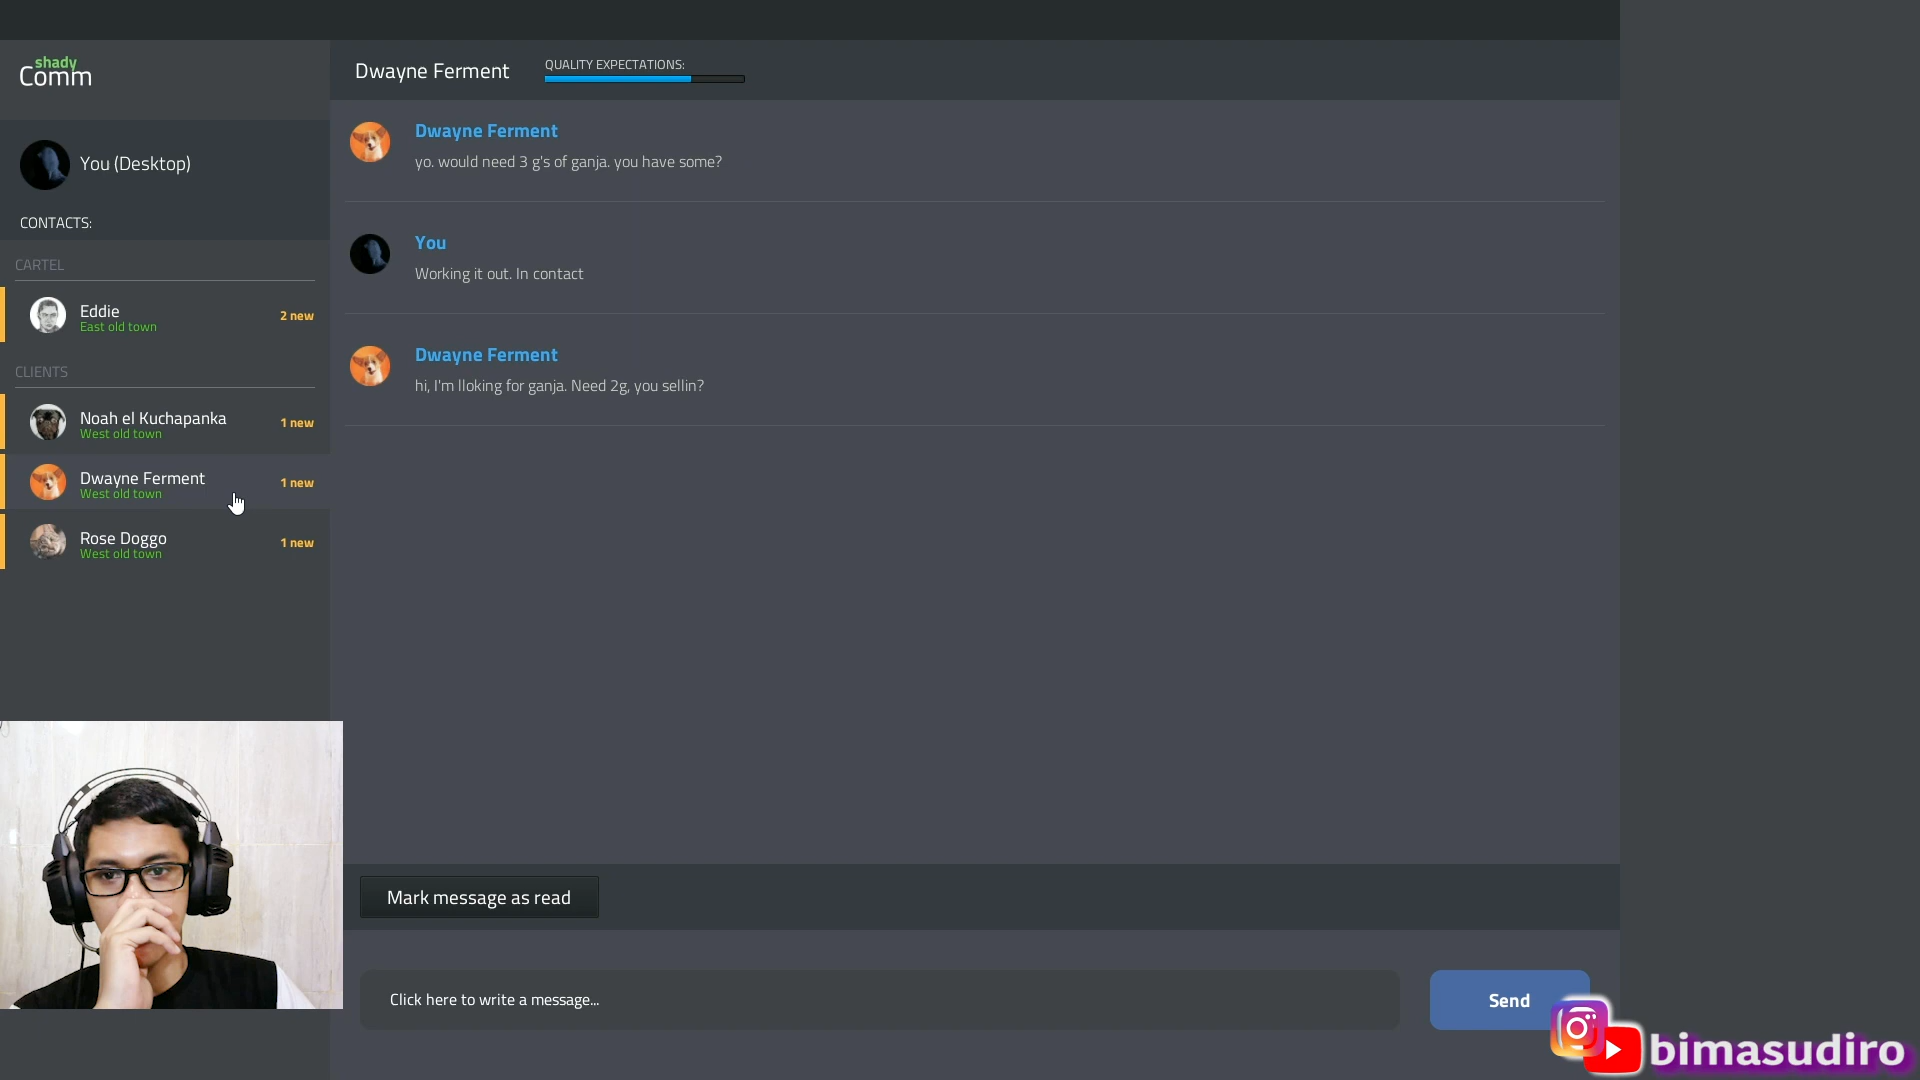 shady
Comm
You (Desktop)
CONTACTS:
CARTEL
Eddie
East old town
2 new
CLIENTS
Noah el Kuchapanka
West old town
1 new
Dwayne Ferment
West old town
1 new
Rose Doggo
West old town
1 new
Dwayne Ferment
QUALITY EXPECTATIONS:
Dwayne Ferment
yo. would need 3 g's of ganja. you have some?
You
Working it out. In contact
Dwayne Ferment
hi, I'm lloking for ganja. Need 2g, you sellin?
Mark message as read
Click here to write a message...
Send
bimasudiro